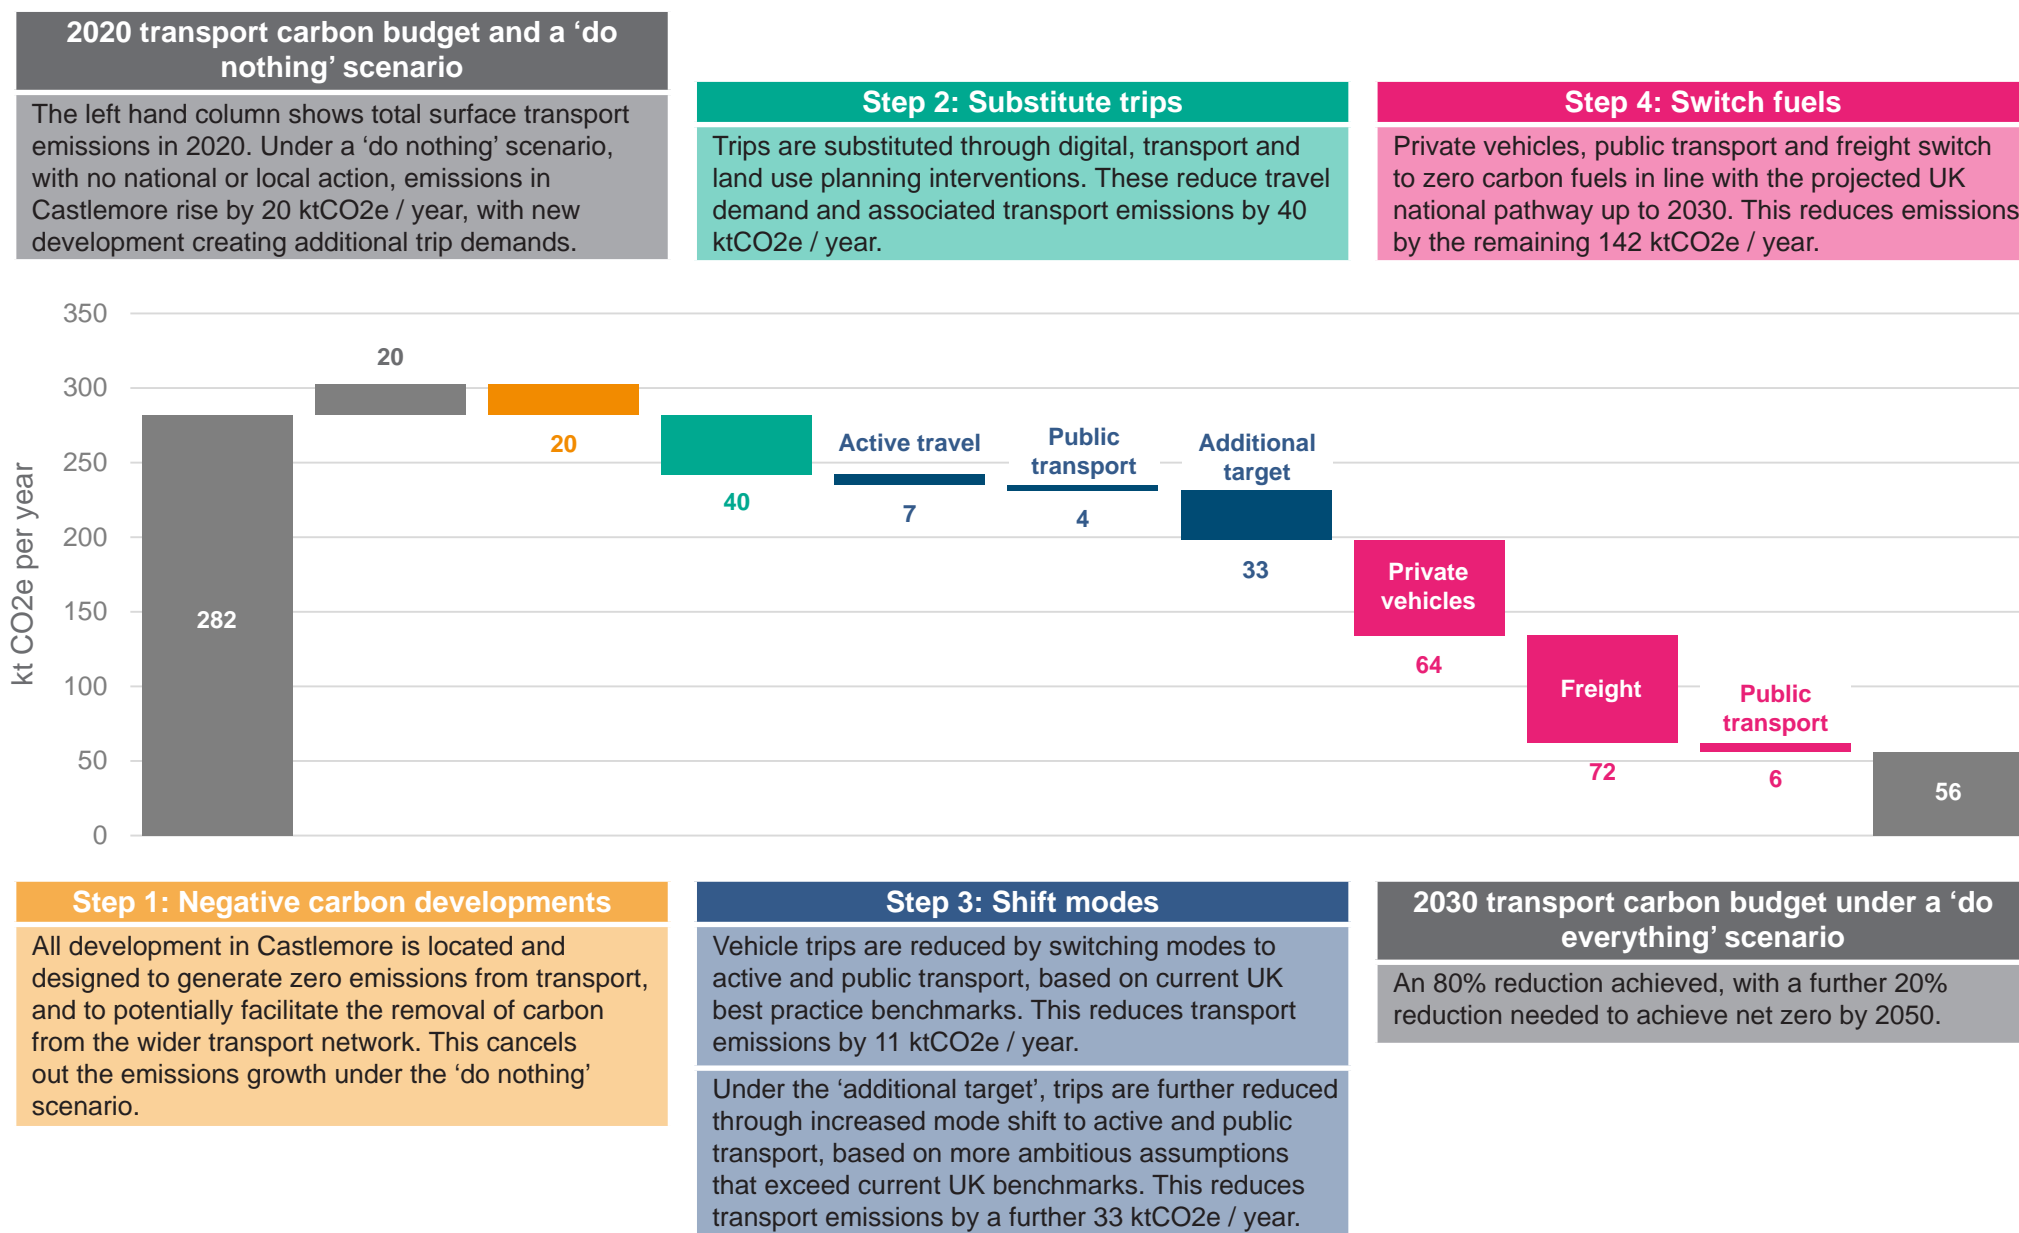 2020 transport carbon budget and a ‘do
nothing’ scenario
The left hand column shows total surface transport
emissions in 2020. Under a ‘do nothing’ scenario,
with no national or local action, emissions in
Castlemore rise by 20 ktCO2e / year, with new
development creating additional trip demands.
Step 2: Substitute trips
Trips are substituted through digital, transport and
land use planning interventions. These reduce travel
demand and associated transport emissions by 40
ktCO2e / year.
Step 4: Switch fuels
Private vehicles, public transport and freight switch
to zero carbon fuels in line with the projected UK
national pathway up to 2030. This reduces emissions
by the remaining 142 ktCO2e / year.
kt CO2e per year
350
300
250
200
150
100
50
0
282
20
20
40
Active travel
7
Public
transport
4
Additional
target
33
Private
vehicles
64
Freight
72
Public
transport
6
56
Step 1: Negative carbon developments
All development in Castlemore is located and
designed to generate zero emissions from transport,
and to potentially facilitate the removal of carbon
from the wider transport network. This cancels
out the emissions growth under the ‘do nothing’
scenario.
Step 3: Shift modes
Vehicle trips are reduced by switching modes to
active and public transport, based on current UK
best practice benchmarks. This reduces transport
emissions by 11 ktCO2e / year.
Under the ‘additional target’, trips are further reduced
through increased mode shift to active and public
transport, based on more ambitious assumptions
that exceed current UK benchmarks. This reduces
transport emissions by a further 33 ktCO2e / year.
2030 transport carbon budget under a ‘do
everything’ scenario
An 80% reduction achieved, with a further 20%
reduction needed to achieve net zero by 2050.